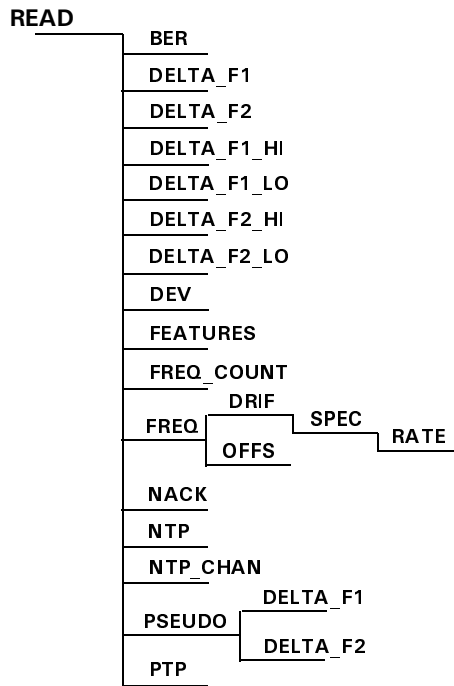 READ
BER
DELTA_F1
DELTA_F2
DELTA_F1_HI
DELTA_F1_LO
DELTA_F2_HI
DELTA_F2_LO
DEV
FEATURES
FREQ_COUNT
FREQ
DRIF
SPEC
RATE
OFFS
NACK
NTP
NTP_CHAN
PSEUDO
DELTA_F1
DELTA_F2
PTP